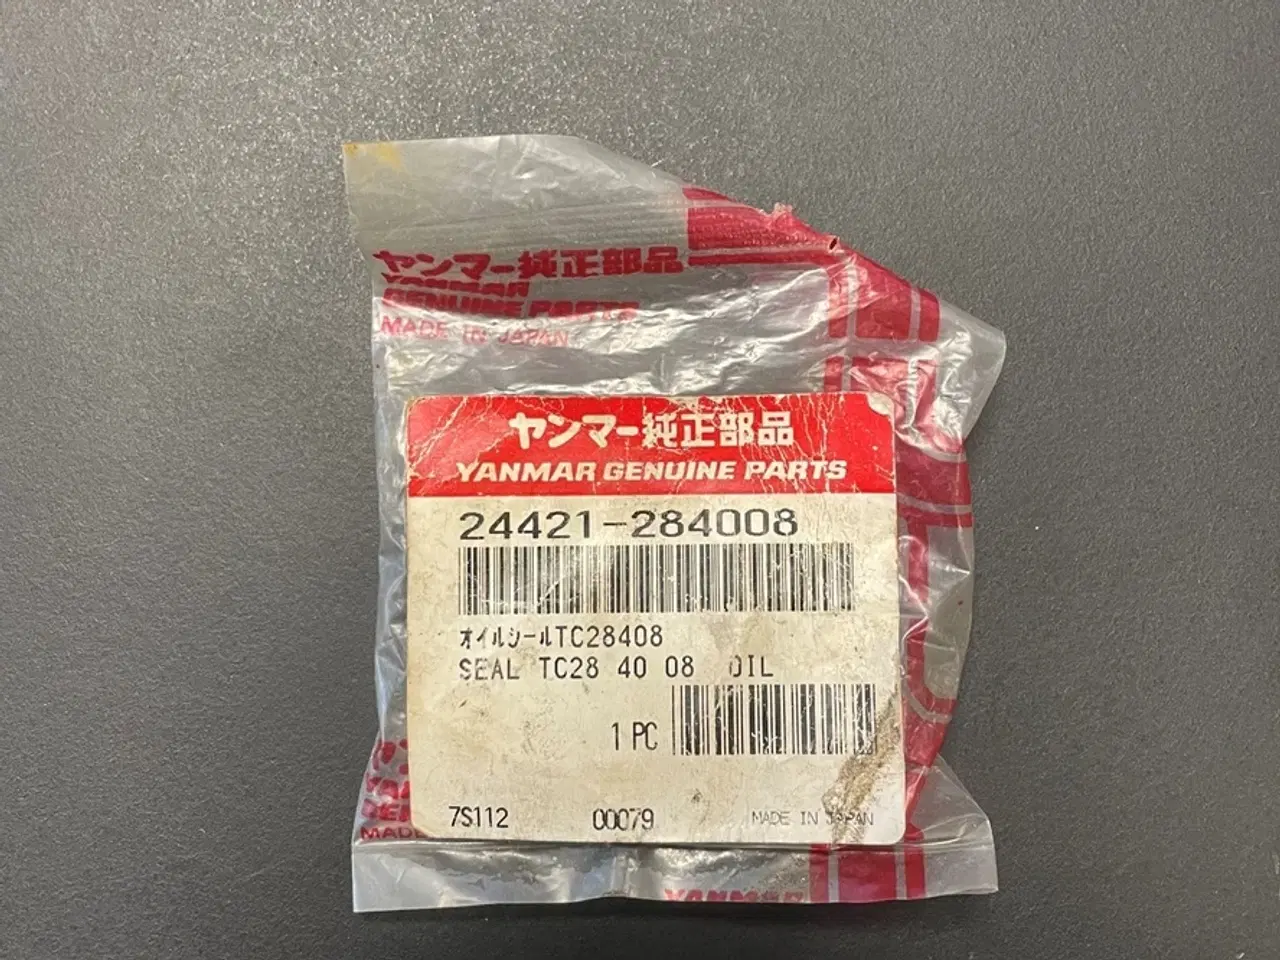 ヤンマー純正部品
YANMAR
GENUINE PARTS
MADE IN JAPAN
ヤンマー純正部品
YANMAR GENUINE PARTS
24421-284008
ｵｲﾙｼｰﾙTC28408
SEAL TC28 40 08 OIL
1 PC
7S112 00079 MADE IN JAPAN
MADE
YANMAR